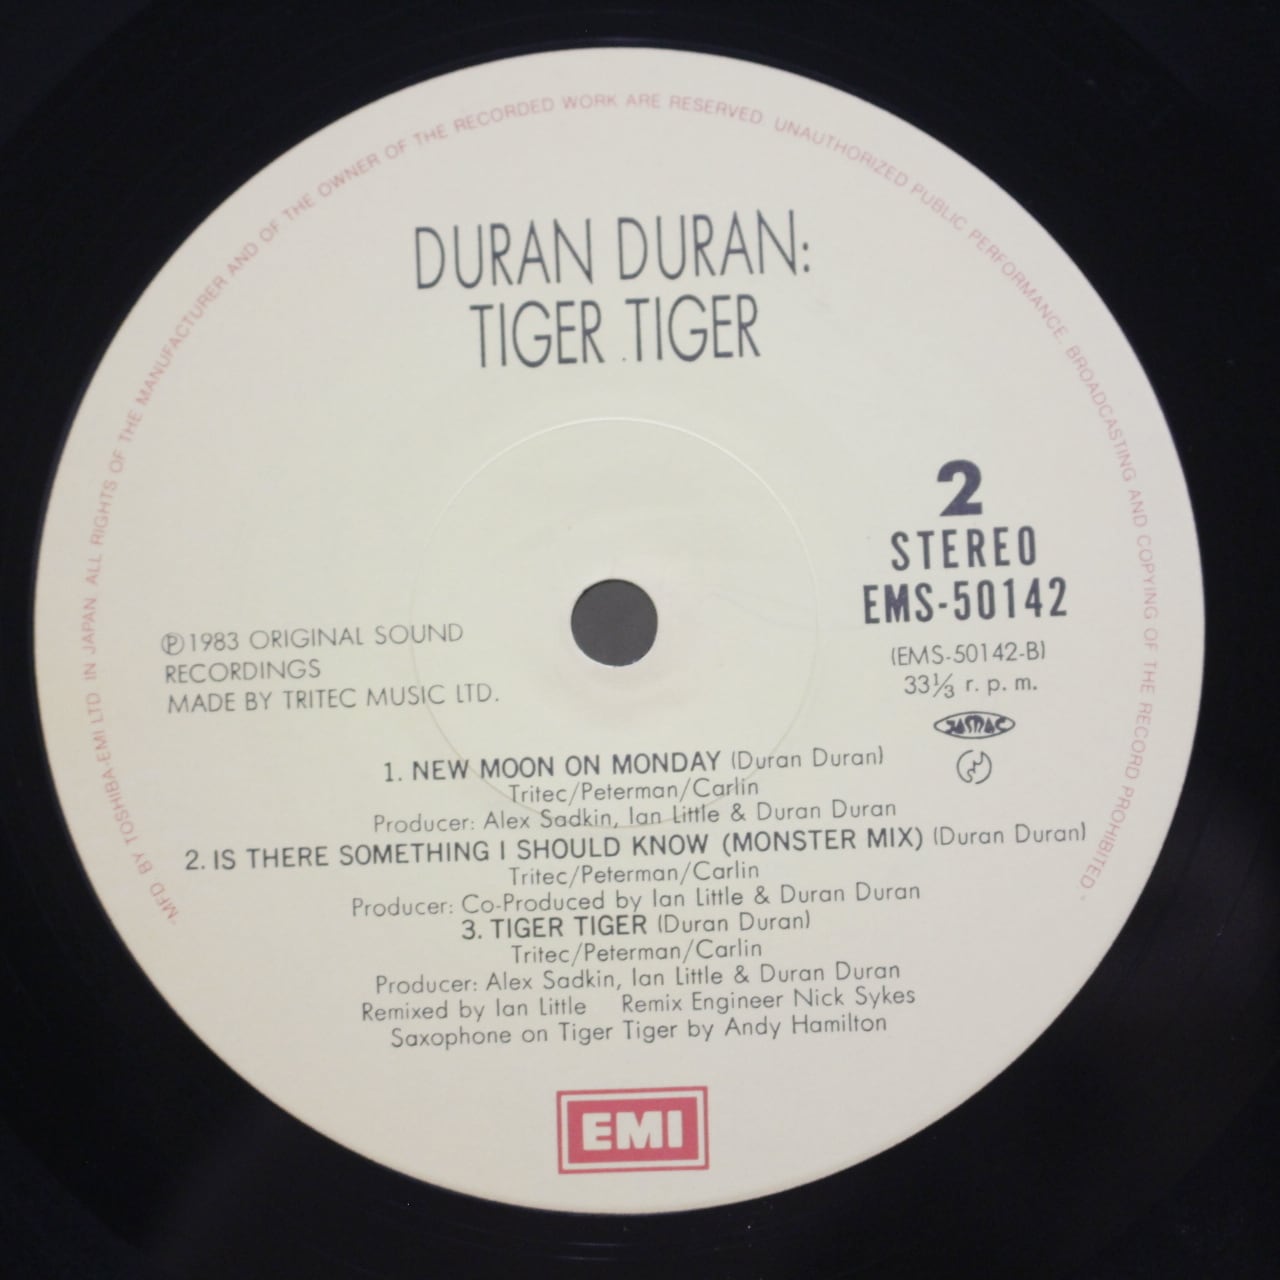 "MFD. BY TOSHIBA-EMI LTD. IN JAPAN. ALL RIGHTS OF THE MANUFACTURER AND OF THE OWNER OF THE RECORDED WORK ARE RESERVED. UNAUTHORIZED PUBLIC PERFORMANCE. BROADCASTING AND COPYING OF THE RECORD PROHIBITED."
DURAN DURAN:
TIGER TIGER
2
STEREO
EMS-50142
(EMS-50142-B)
33⅓ r. p. m.
JASRAC
℗1983 ORIGINAL SOUND
RECORDINGS
MADE BY TRITEC MUSIC LTD.
1. NEW MOON ON MONDAY (Duran Duran)
Tritec/Peterman/Carlin
Producer: Alex Sadkin, Ian Little & Duran Duran
2. IS THERE SOMETHING I SHOULD KNOW (MONSTER MIX) (Duran Duran)
Tritec/Peterman/Carlin
Producer: Co-Produced by Ian Little & Duran Duran
3. TIGER TIGER (Duran Duran)
Tritec/Peterman/Carlin
Producer: Alex Sadkin, Ian Little & Duran Duran
Remixed by Ian Little Remix Engineer Nick Sykes
Saxophone on Tiger Tiger by Andy Hamilton
EMI